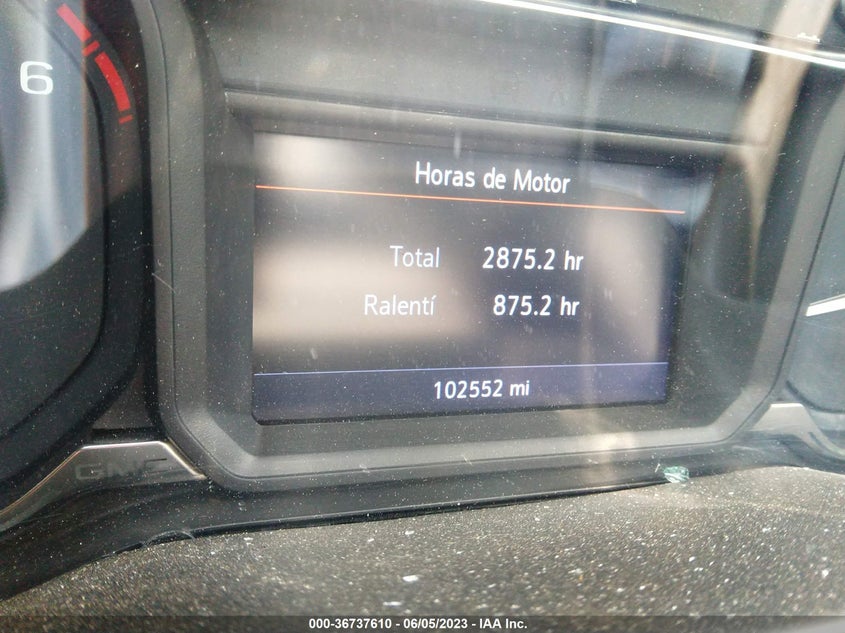 6
Horas de Motor
Total 2875.2 hr
Ralentí 875.2 hr
102552 mi
GMC
000-36737610 - 06/05/2023 - IAA Inc.